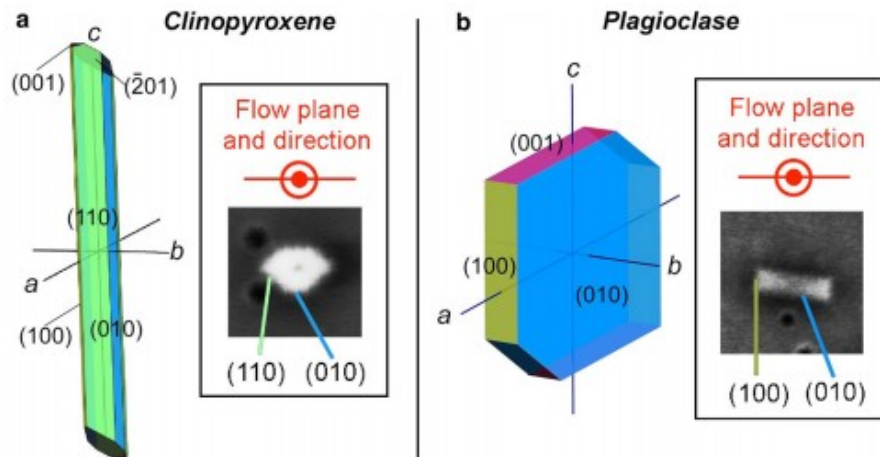 a
Clinopyroxene
c
(001)
(2̄01)
(110)
b
a
(100)
(010)
Flow plane
and direction
(110)
(010)
b
Plagioclase
c
(001)
(100)
b
a
(010)
Flow plane
and direction
(100)
(010)